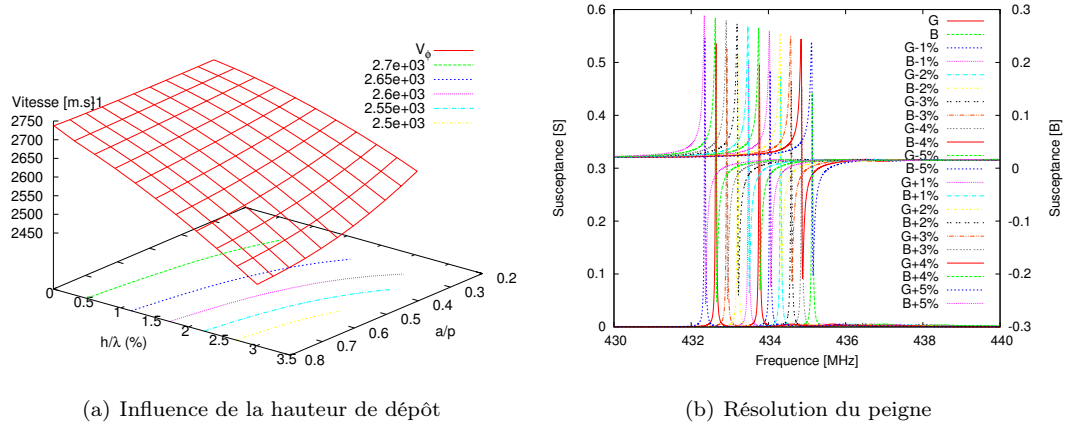 V_ϕ
2.7e+03
2.65e+03
2.6e+03
2.55e+03
2.5e+03
Vitesse [m.s]-1
2750
2700
2650
2600
2550
2500
2450
0
0.5
1
1.5
2
2.5
3
3.5
h/λ (%)
0.8
0.7
0.6
0.5
0.4
0.3
0.2
a/p
(a) Influence de la hauteur de dépôt
0.6
0.5
0.4
0.3
0.2
0.1
0
Susceptance [S]
430
432
434
436
438
440
Frequence [MHz]
0.3
0.2
0.1
0
-0.1
-0.2
-0.3
Susceptance [B]
G
B
G-1%
B-1%
G-2%
B-2%
G-3%
B-3%
G-4%
B-4%
G-5%
B-5%
G+1%
B+1%
G+2%
B+2%
G+3%
B+3%
G+4%
B+4%
G+5%
B+5%
(b) Résolution du peigne